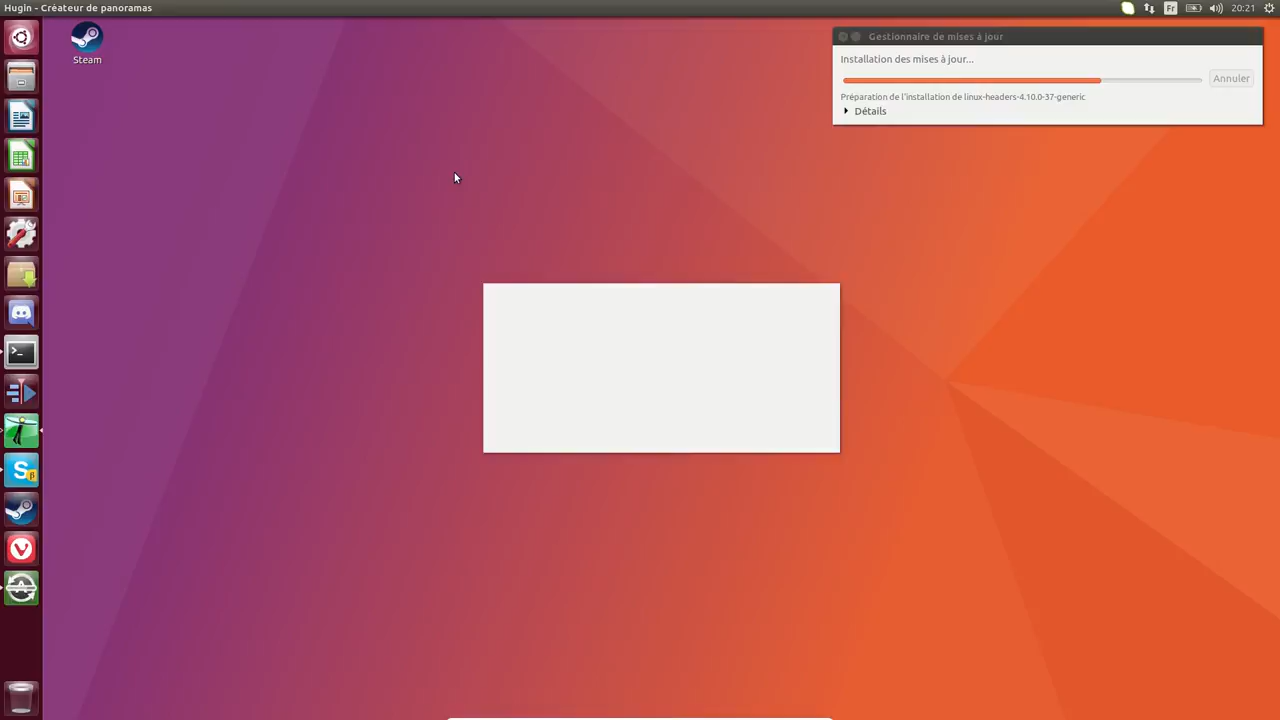 Hugin - Créateur de panoramas
Fr
20:21
Steam
Gestionnaire de mises à jour
Installation des mises à jour...
Annuler
Préparation de l'installation de linux-headers-4.10.0-37-generic
Détails